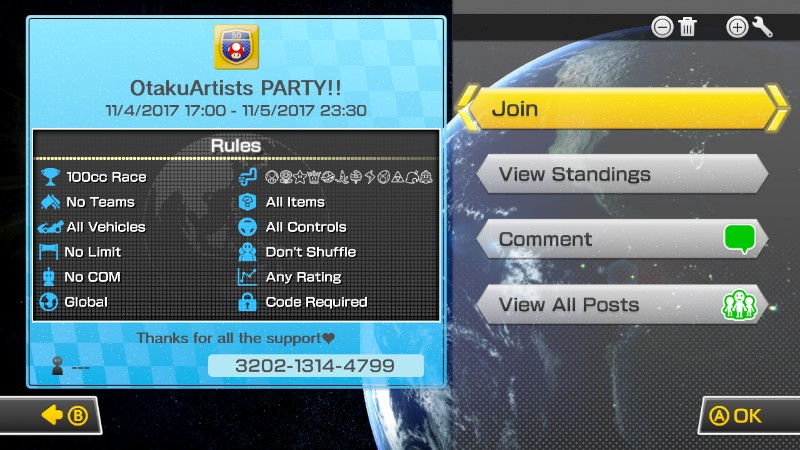 50
OtakuArtists PARTY!!
11/4/2017 17:00 - 11/5/2017 23:30
Rules
100cc Race
No Teams
All Items
All Vehicles
All Controls
No Limit
Don't Shuffle
No COM
Any Rating
Global
Code Required
Thanks for all the support♥
---
3202-1314-4799
Join
View Standings
Comment
View All Posts
B
A OK